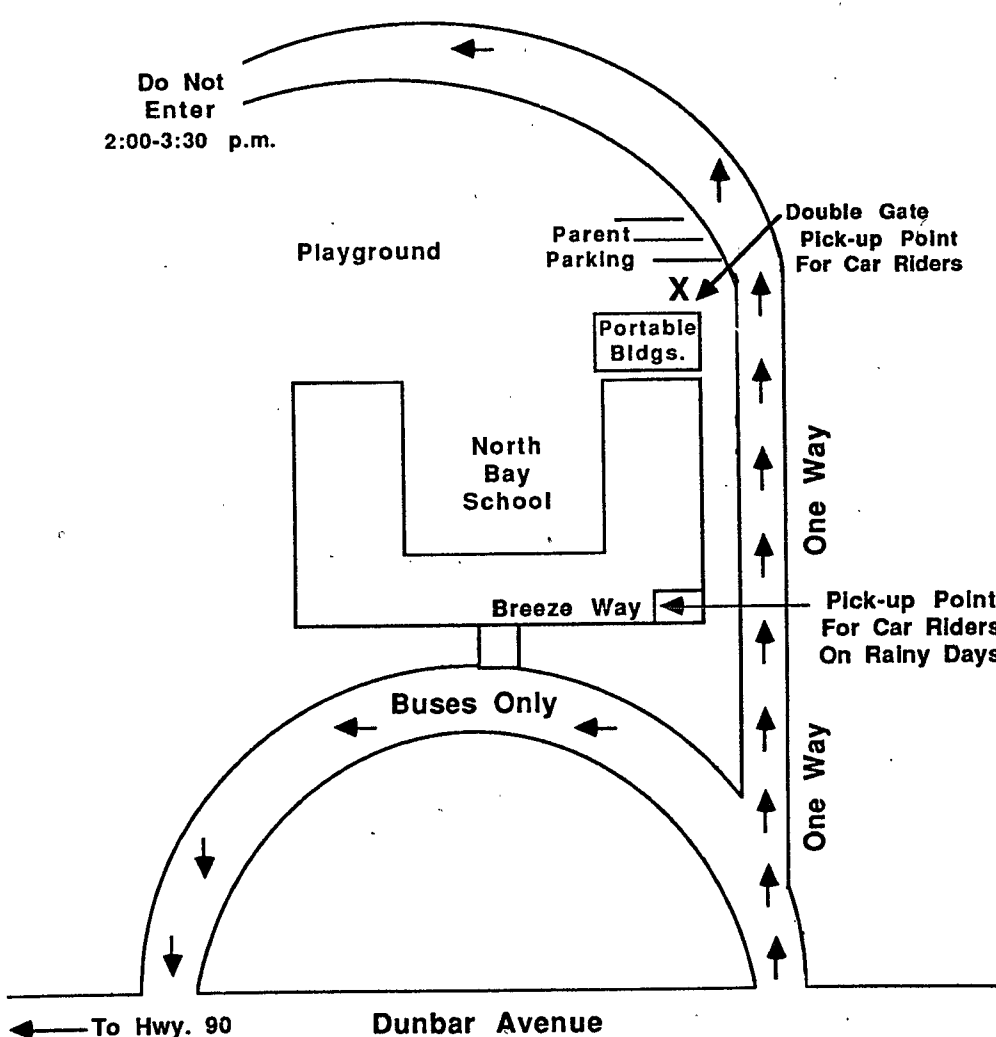 Do Not
Enter
2:00-3:30 p.m.
Double Gate
Pick-up Point
For Car Riders
Parent
Parking
Playground
X
Portable
Bldgs.
North
Bay
School
One Way
Breeze Way
Pick-up Point
For Car Riders
On Rainy Days
Buses Only
One Way
To Hwy. 90
Dunbar Avenue